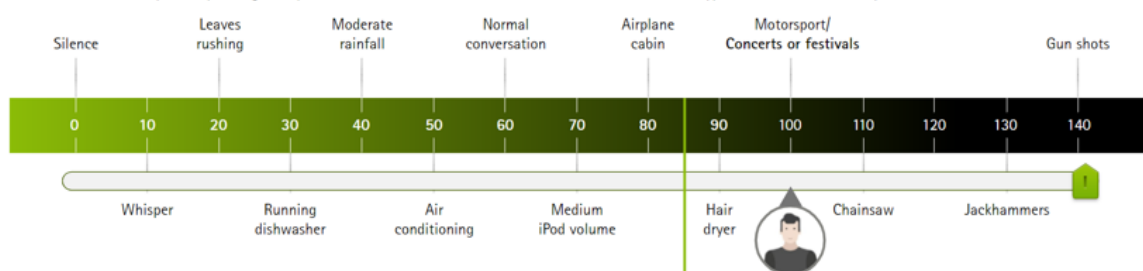 Silence
Leaves
rushing
Moderate
rainfall
Normal
conversation
Airplane
cabin
Motorsport/
Concerts or festivals
Gun shots
0 10 20 30 40 50 60 70 80 90 100 110 120 130 140
!
Whisper
Running
dishwasher
Air
conditioning
Medium
iPod volume
Hair
dryer
Chainsaw
Jackhammers